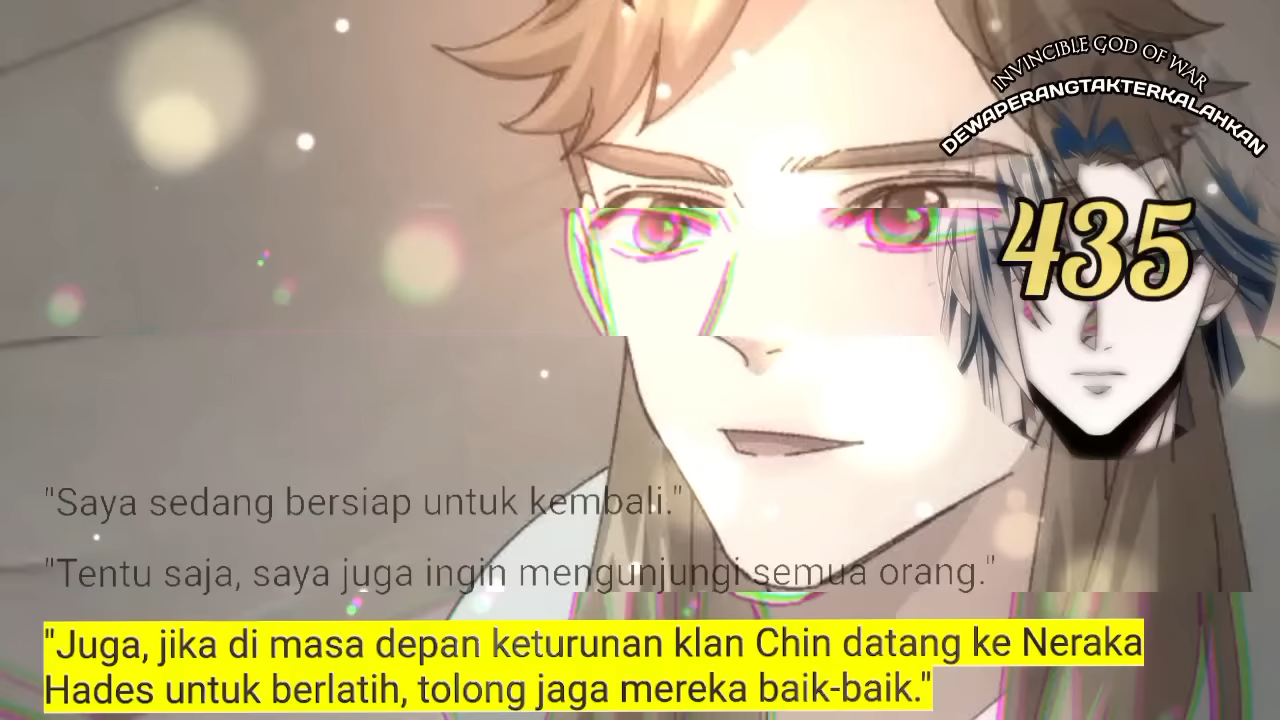 INVINCIBLE GOD OF WAR
DEWAPERANGTAKTERKALAHKAN
435
"Saya sedang bersiap untuk kembali."
"Tentu saja, saya juga ingin mengunjungi semua orang."
"Juga, jika di masa depan keturunan klan Chin datang ke Neraka
Hades untuk berlatih, tolong jaga mereka baik-baik."